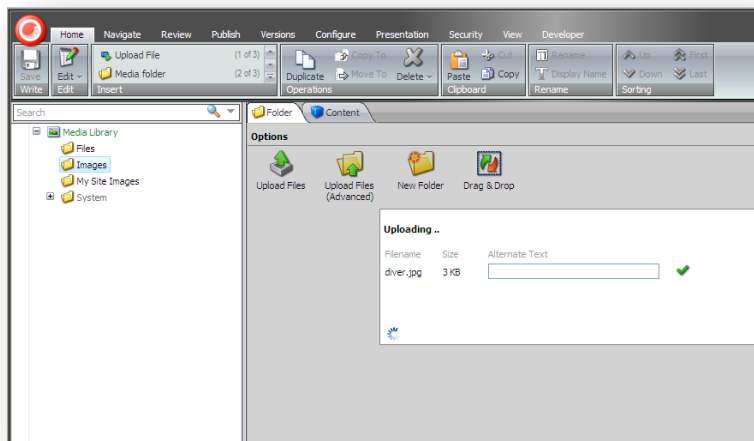 Home Navigate Review Publish Versions Configure Presentation Security View Developer
Upload File (1 of 3) Copy To Cut Rename Up First
Save Edit Media folder (2 of 3) Duplicate Move To Delete Paste Copy Display Name Down Last
Write Edit Insert Operations Clipboard Rename Sorting
Search Folder Content
Media Library
Files
Images
My Site Images
System
Options
Upload Files Upload Files (Advanced) New Folder Drag & Drop
Uploading ..
Filename Size Alternate Text
diver.jpg 3 KB